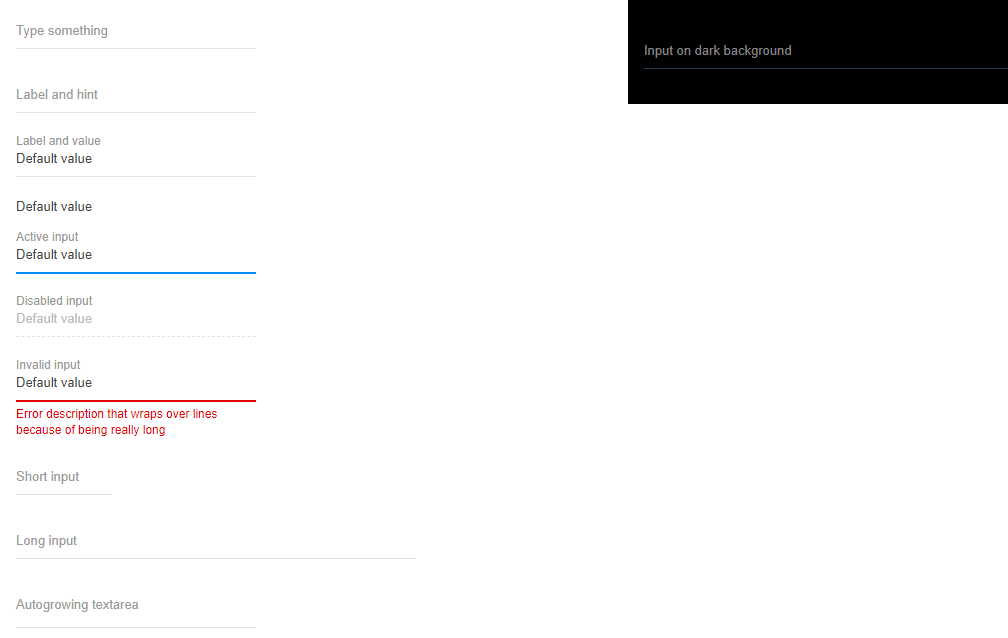 Type something
Input on dark background
Label and hint
Label and value
Default value
Default value
Active input
Default value
Disabled input
Default value
Invalid input
Default value
Error description that wraps over lines
because of being really long
Short input
Long input
Autogrowing textarea